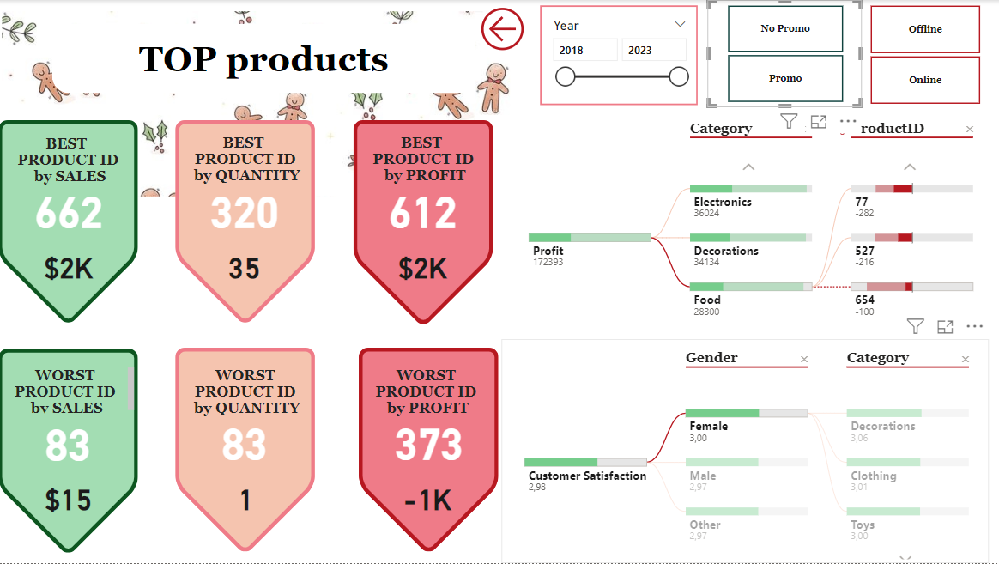 TOP products
Year
2018
2023
No Promo
Promo
Offline
Online
BEST
PRODUCT ID
by SALES
662
$2K
BEST
PRODUCT ID
by QUANTITY
320
35
BEST
PRODUCT ID
by PROFIT
612
$2K
WORST
PRODUCT ID
by SALES
83
$15
WORST
PRODUCT ID
by QUANTITY
83
1
WORST
PRODUCT ID
by PROFIT
373
-1K
Category
roductID
Profit
172393
Electronics
36024
Decorations
34134
Food
28300
77
-282
527
-216
654
-100
Gender
Category
Customer Satisfaction
2,98
Female
3,00
Male
2,97
Other
2,97
Decorations
3,06
Clothing
3,01
Toys
3,00